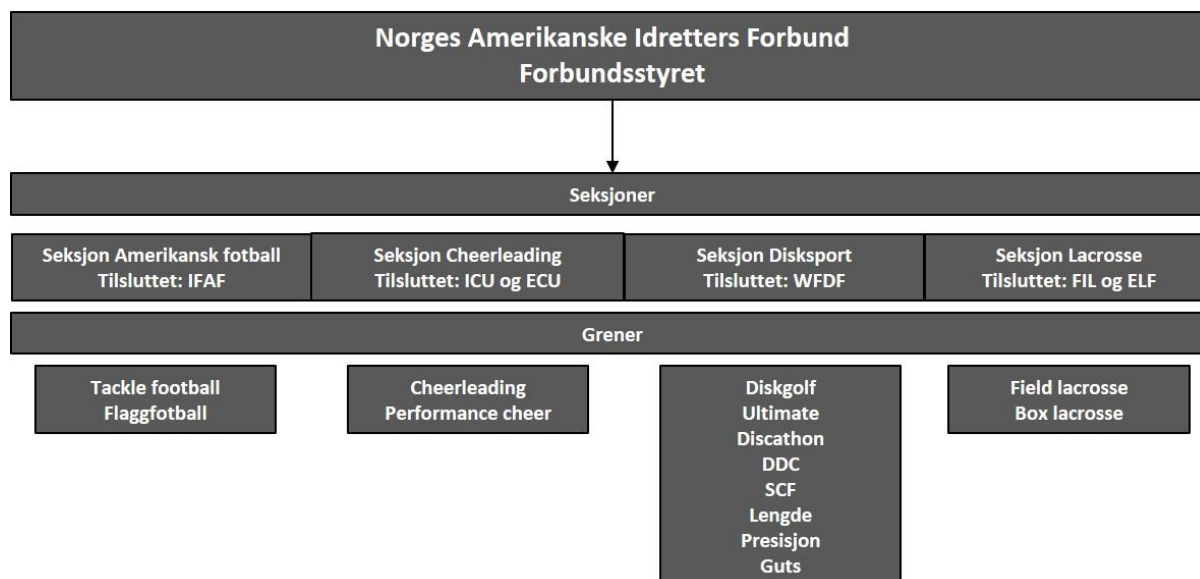 Norges Amerikanske Idretters Forbund
Forbundsstyret
Seksjoner
Seksjon Amerikansk fotball
Tilsluttet: IFAF
Seksjon Cheerleading
Tilsluttet: ICU og ECU
Seksjon Disksport
Tilsluttet: WFDF
Seksjon Lacrosse
Tilsluttet: FIL og ELF
Grener
Tackle football
Flaggfotball
Cheerleading
Performance cheer
Diskgolf
Ultimate
Discathon
DDC
SCF
Lengde
Presisjon
Guts
Field lacrosse
Box lacrosse